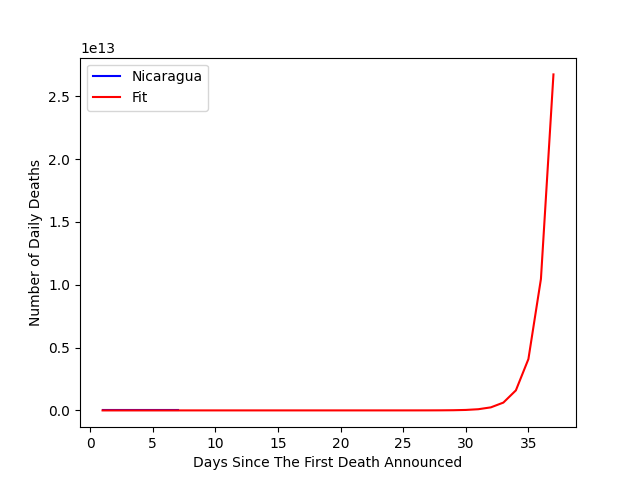 1e13
Nicaragua
Fit
2.5
2.0
1.5
1.0
0.5
0.0
Number of Daily Deaths
0 5 10 15 20 25 30 35
Days Since The First Death Announced